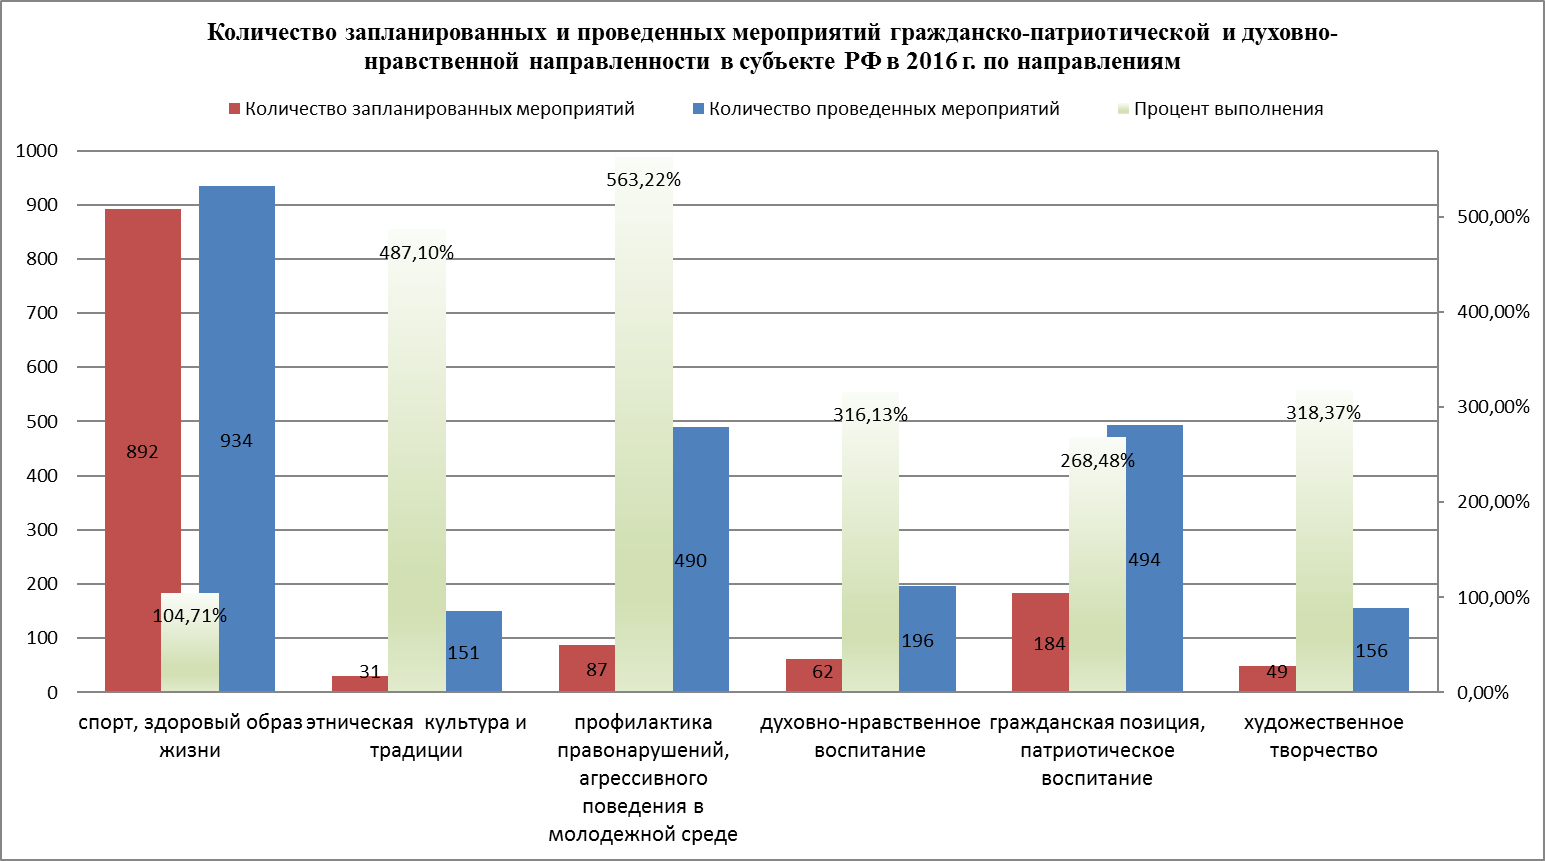 Количество запланированных и проведенных мероприятий гражданско-патриотической и духовно-
нравственной направленности в субъекте РФ в 2016 г. по направлениям
Количество запланированных мероприятий
Количество проведенных мероприятий
Процент выполнения
1000
900
800
700
600
500
400
300
200
100
0
500,00%
400,00%
300,00%
200,00%
100,00%
0,00%
892
934
104,71%
31
487,10%
151
87
563,22%
490
62
316,13%
196
184
268,48%
494
49
318,37%
156
спорт, здоровый образ
жизни
этническая культура и
традиции
профилактика
правонарушений,
агрессивного
поведения в
молодежной среде
духовно-нравственное
воспитание
гражданская позиция,
патриотическое
воспитание
художественное
творчество